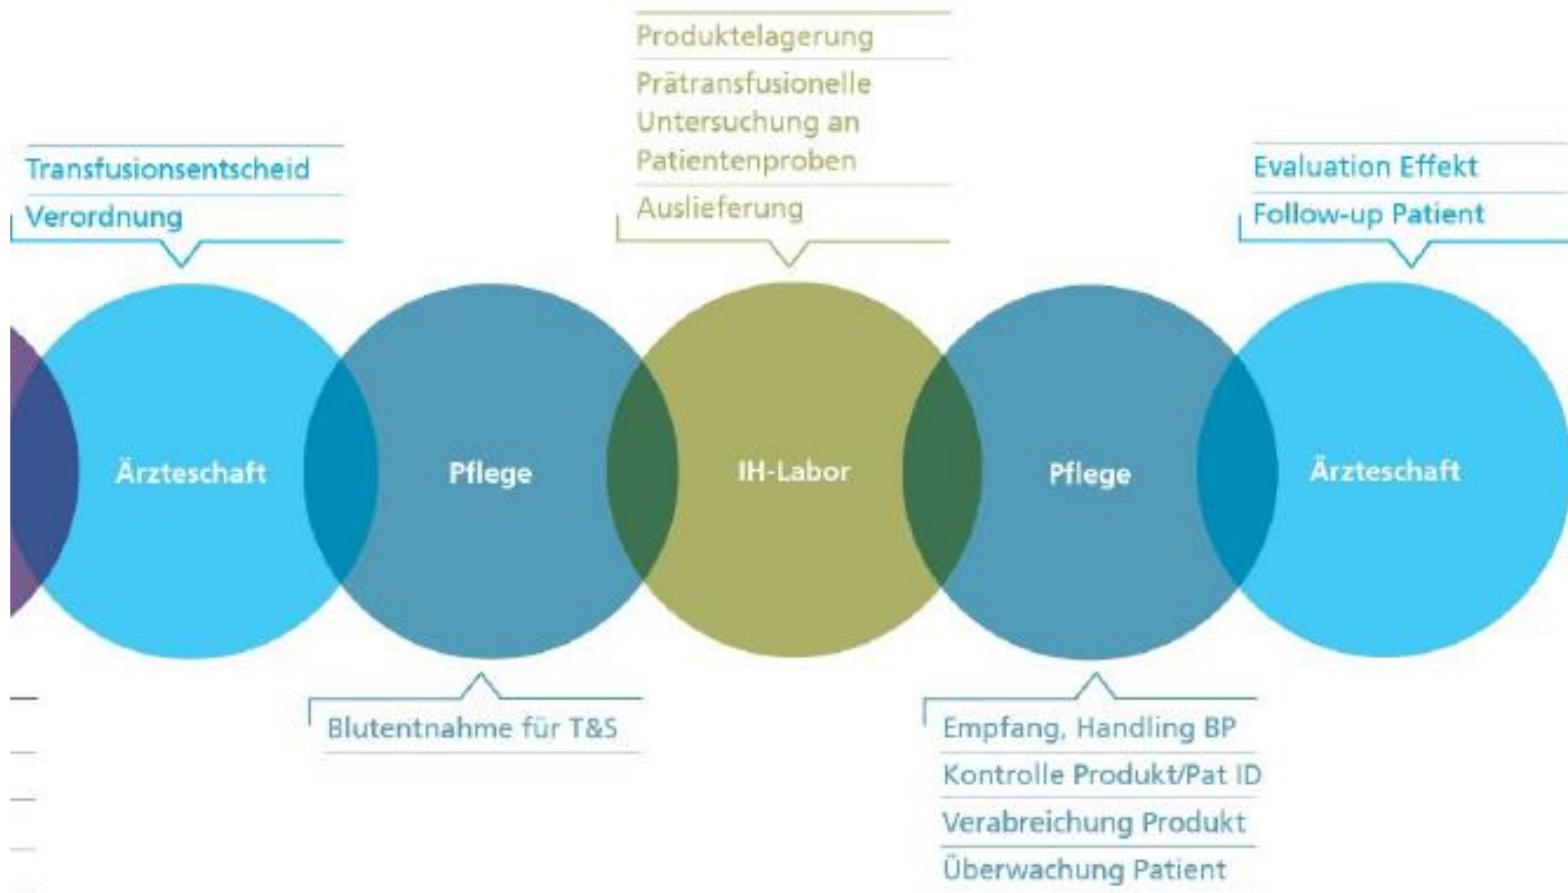 Produktelagerung
Prätransfusionelle
Untersuchung an
Patientenproben
Auslieferung
Transfusionsentscheid
Verordnung
Evaluation Effekt
Follow-up Patient
Ärzteschaft
Pflege
IH-Labor
Pflege
Ärzteschaft
Blutentnahme für T&S
Empfang, Handling BP
Kontrolle Produkt/Pat ID
Verabreichung Produkt
Überwachung Patient